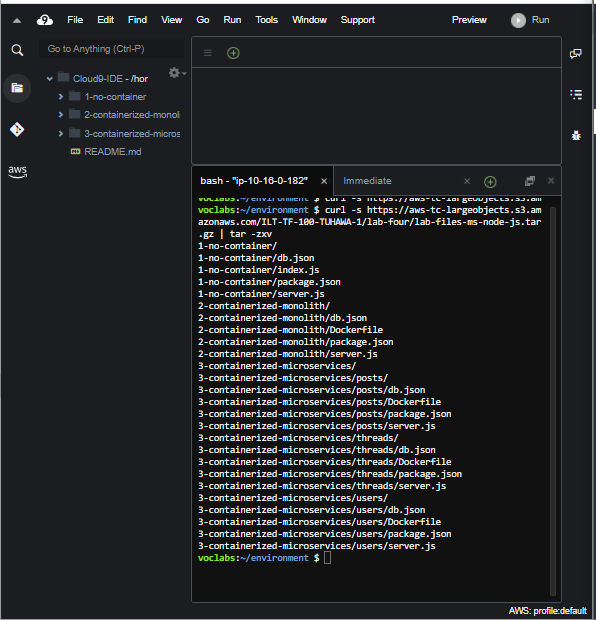 File Edit Find View Go Run Tools Window Support Preview Run
Go to Anything (Ctrl-P)
Cloud9-IDE - /hor
1-no-container
2-containerized-monoli
3-containerized-micros
README.md
aws
bash - "ip-10-16-0-182" Immediate
voclabs:~/environment $ curl -s https://aws-tc-largeobjects.s3.am
voclabs:~/environment $ curl -s https://aws-tc-largeobjects.s3.am
azonaws.com/ILT-TF-100-TUHAWA-1/lab-four/lab-files-ms-node-js.tar
.gz | tar -zxv
1-no-container/
1-no-container/db.json
1-no-container/index.js
1-no-container/package.json
1-no-container/server.js
2-containerized-monolith/
2-containerized-monolith/db.json
2-containerized-monolith/Dockerfile
2-containerized-monolith/package.json
2-containerized-monolith/server.js
3-containerized-microservices/
3-containerized-microservices/posts/
3-containerized-microservices/posts/db.json
3-containerized-microservices/posts/Dockerfile
3-containerized-microservices/posts/package.json
3-containerized-microservices/posts/server.js
3-containerized-microservices/threads/
3-containerized-microservices/threads/db.json
3-containerized-microservices/threads/Dockerfile
3-containerized-microservices/threads/package.json
3-containerized-microservices/threads/server.js
3-containerized-microservices/users/
3-containerized-microservices/users/db.json
3-containerized-microservices/users/Dockerfile
3-containerized-microservices/users/package.json
3-containerized-microservices/users/server.js
voclabs:~/environment $
AWS: profile:default